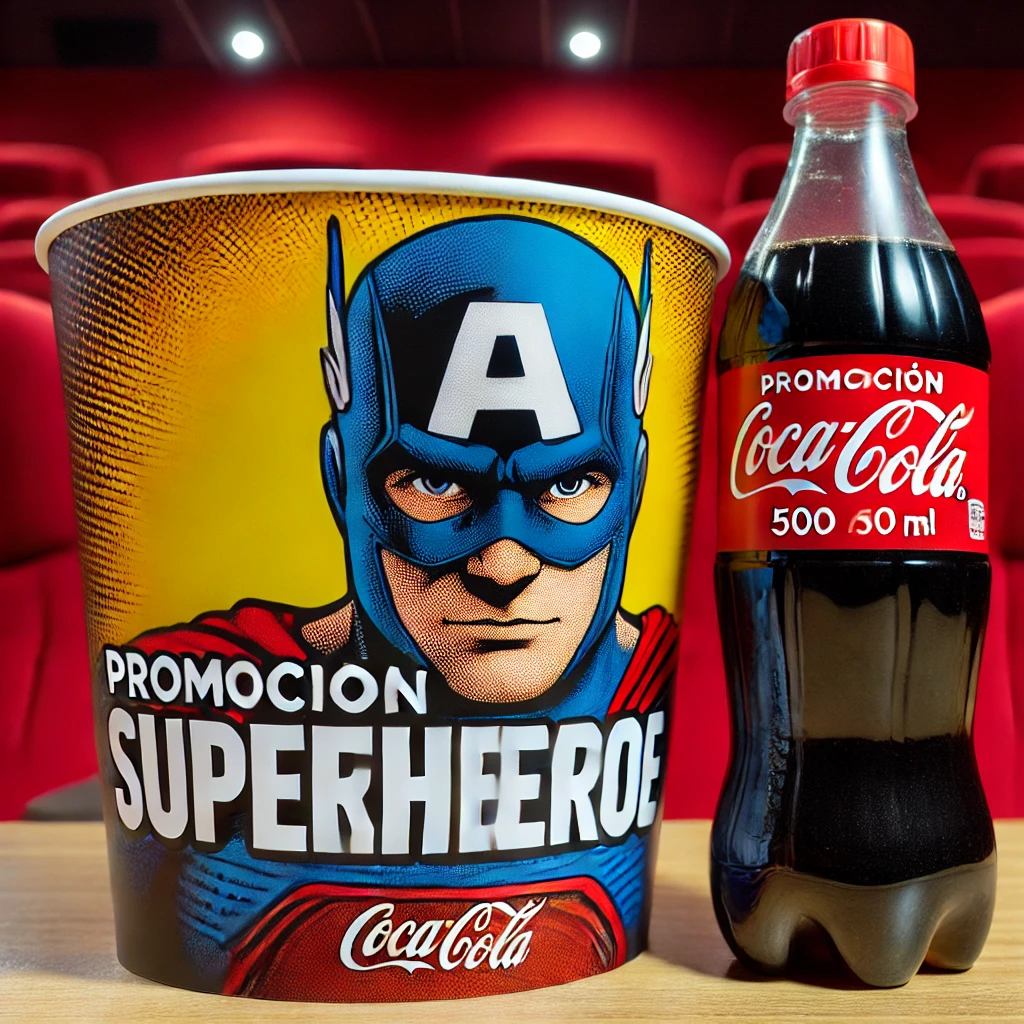 A
PROMOCION
SUPERHEEROE
Coca-Cola
PROMOCIÓN
Coca-Cola
500 50 ml